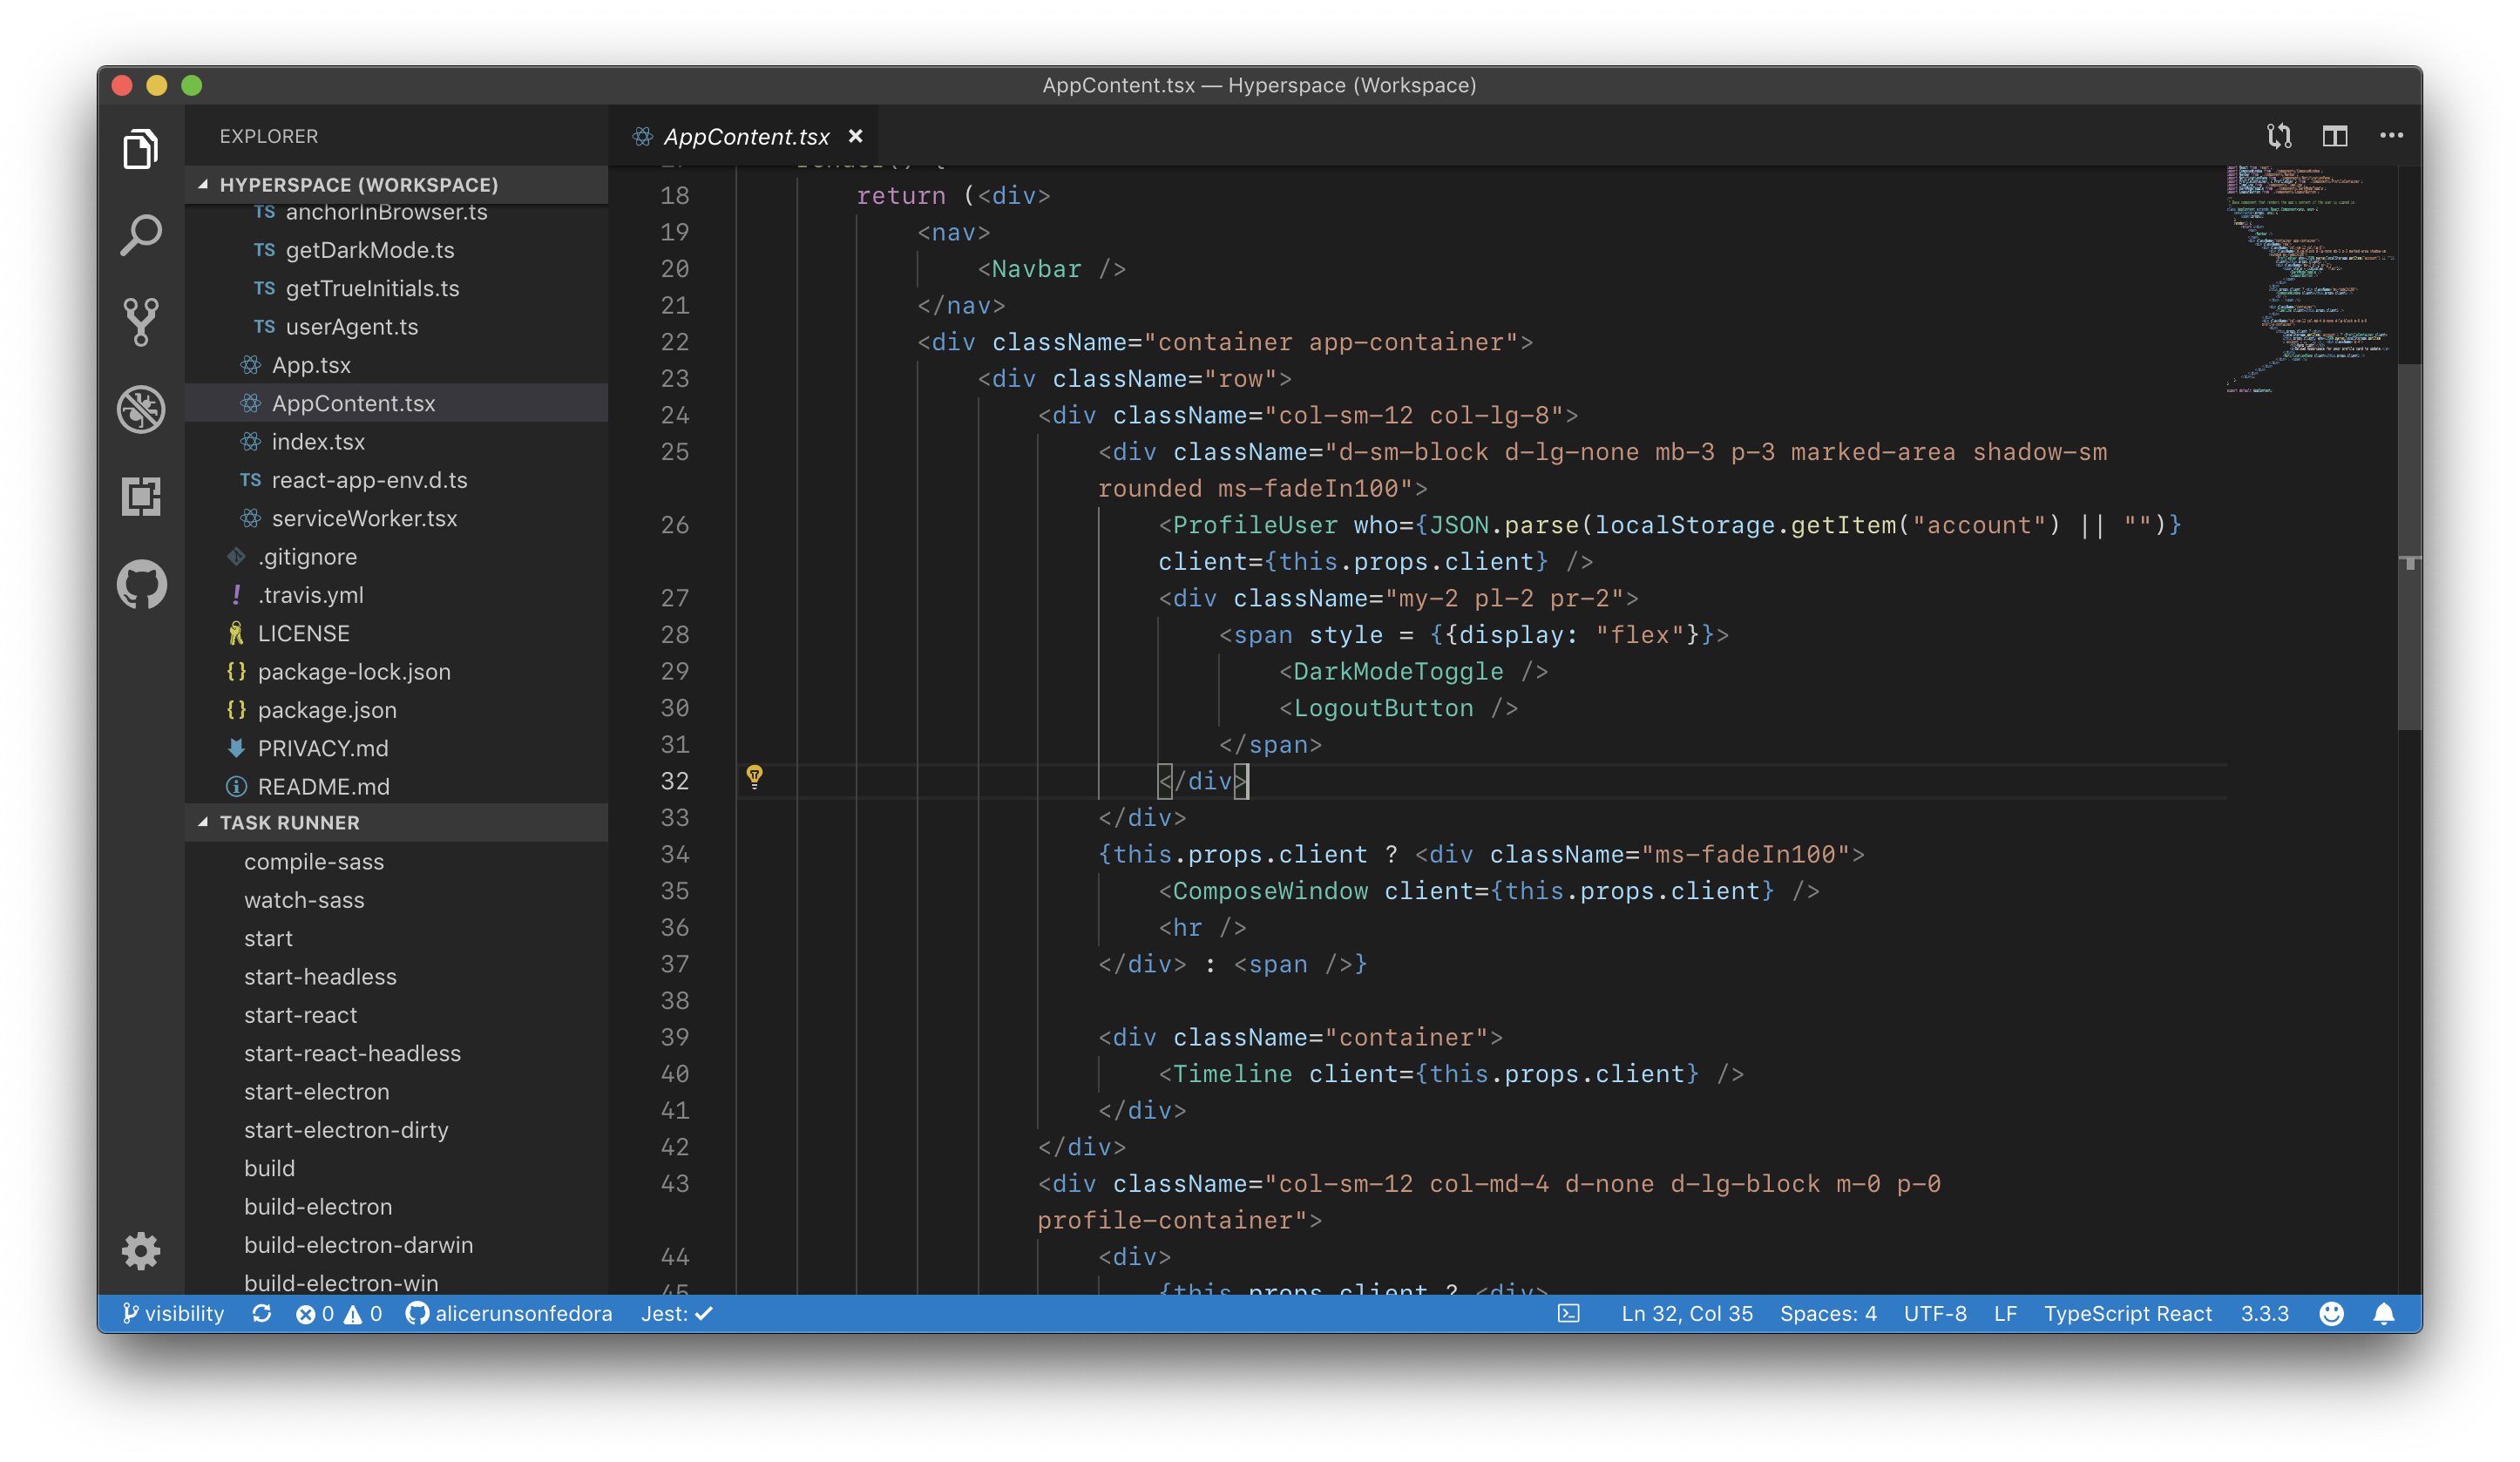 AppContent.tsx — Hyperspace (Workspace)
EXPLORER
HYPERSPACE (WORKSPACE)
TS anchorInBrowser.ts
TS getDarkMode.ts
TS getTrueInitials.ts
TS userAgent.ts
App.tsx
AppContent.tsx
index.tsx
TS react-app-env.d.ts
serviceWorker.tsx
.gitignore
! .travis.yml
LICENSE
{} package-lock.json
{} package.json
PRIVACY.md
README.md
TASK RUNNER
compile-sass
watch-sass
start
start-headless
start-react
start-react-headless
start-electron
start-electron-dirty
build
build-electron
build-electron-darwin
build-electron-win
AppContent.tsx ×
18 return (<div>
19 <nav>
20 <Navbar />
21 </nav>
22 <div className="container app-container">
23 <div className="row">
24 <div className="col-sm-12 col-lg-8">
25 <div className="d-sm-block d-lg-none mb-3 p-3 marked-area shadow-sm
rounded ms-fadeIn100">
26 <ProfileUser who={JSON.parse(localStorage.getItem("account") || "")}
client={this.props.client} />
27 <div className="my-2 pl-2 pr-2">
28 <span style = {{display: "flex"}}>
29 <DarkModeToggle />
30 <LogoutButton />
31 </span>
32 </div>
33 </div>
34 {this.props.client ? <div className="ms-fadeIn100">
35 <ComposeWindow client={this.props.client} />
36 <hr />
37 </div> : <span />}
38
39 <div className="container">
40 <Timeline client={this.props.client} />
41 </div>
42 </div>
43 <div className="col-sm-12 col-md-4 d-none d-lg-block m-0 p-0
profile-container">
44 <div>
45 {this.props.client ? <div>
visibility 0 0 alicerunsonfedora Jest: ✓ Ln 32, Col 35 Spaces: 4 UTF-8 LF TypeScript React 3.3.3